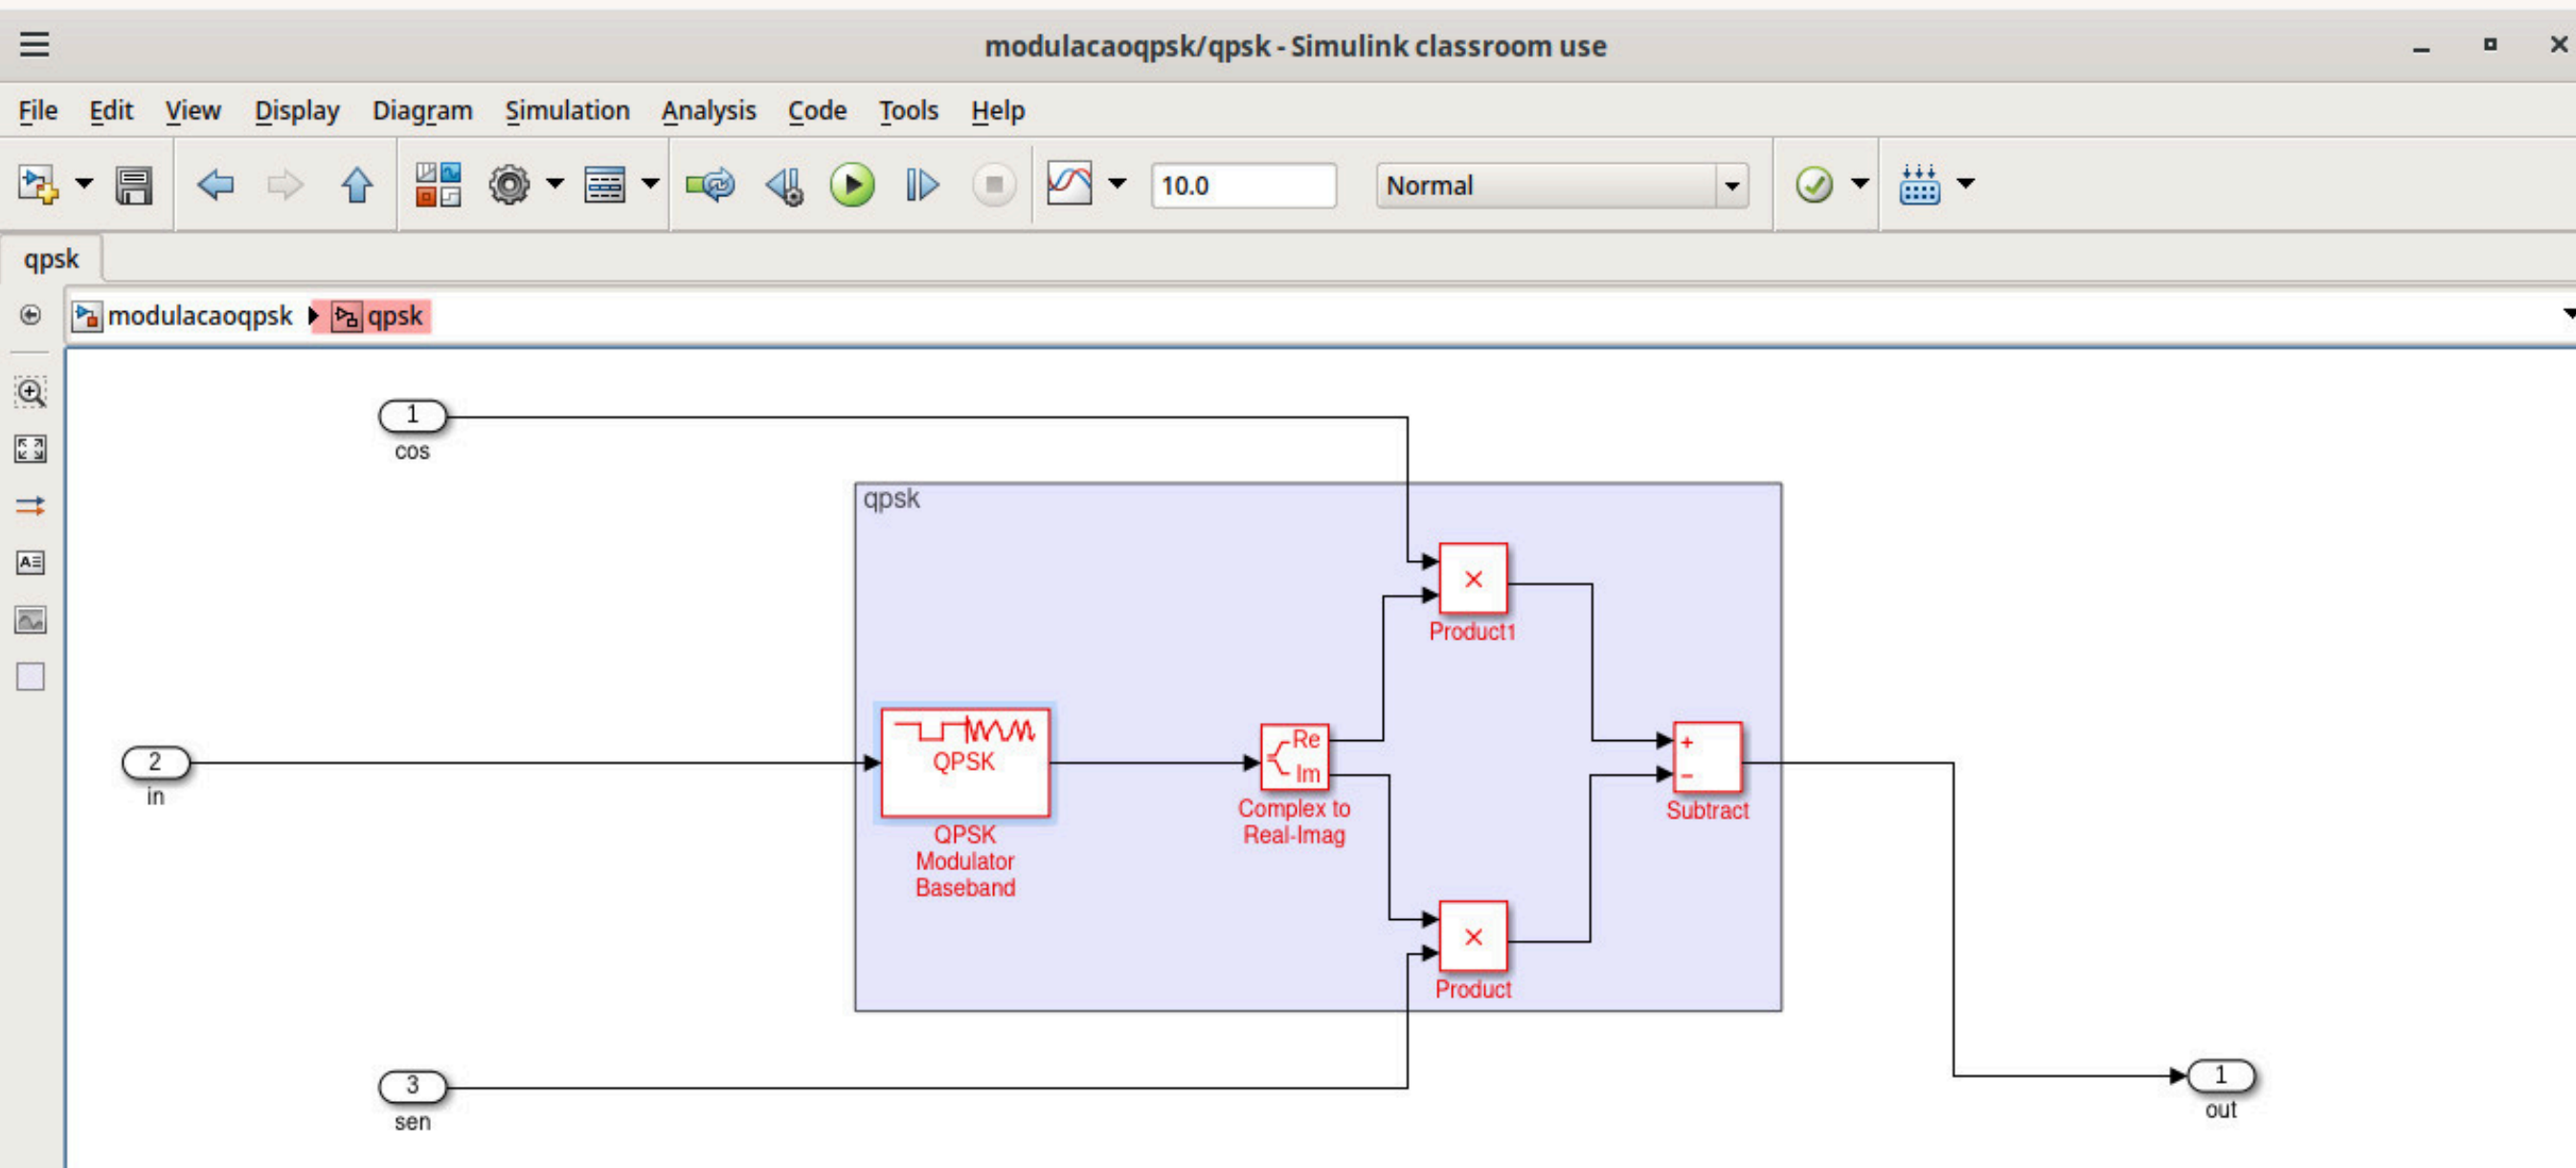 modulacaoqpsk/qpsk - Simulink classroom use
File Edit View Display Diagram Simulation Analysis Code Tools Help
10.0 Normal
qpsk
modulacaoqpsk qpsk
1
cos
qpsk
×
Product1
2
in
QPSK
QPSK
Modulator
Baseband
Re
Im
Complex to
Real-Imag
+
−
Subtract
×
Product
3
sen
1
out